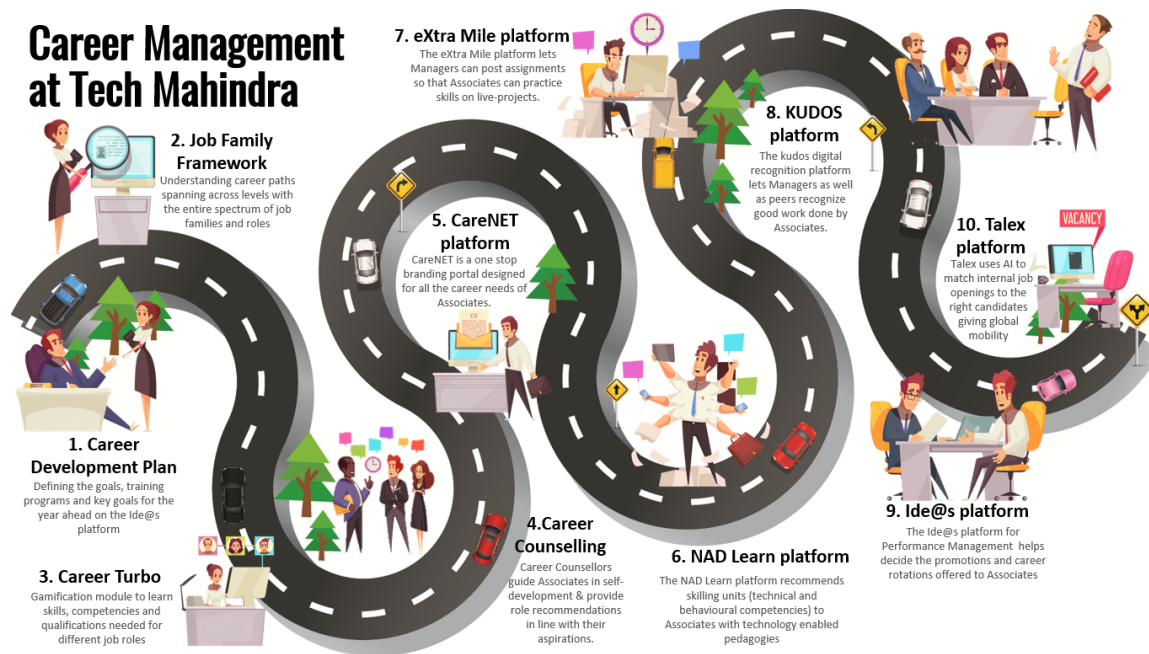 Career Management
at Tech Mahindra
1. Career
Development Plan
Defining the goals, training
programs and key goals for the
year ahead on the Ide@s
platform
2. Job Family
Framework
Understanding career paths
spanning across levels with
the entire spectrum of job
families and roles
3. Career Turbo
Gamification module to learn
skills, competencies and
qualifications needed for
different job roles
4.Career
Counselling
Career Counsellors
guide Associates in self-
development & provide
role recommendations
in line with their
aspirations.
5. CareNET
platform
CareNET is a one stop
branding portal designed
for all the career needs of
Associates.
6. NAD Learn platform
The NAD Learn platform recommends
skilling units (technical and
behavioural competencies) to
Associates with technology enabled
pedagogies
7. eXtra Mile platform
The eXtra Mile platform lets
Managers can post assignments
so that Associates can practice
skills on live-projects.
8. KUDOS
platform
The kudos digital
recognition platform
lets Managers as well
as peers recognize
good work done by
Associates.
9. Ide@s platform
The Ide@s platform for
Performance Management helps
decide the promotions and career
rotations offered to Associates
10. Talex
platform
Talex uses AI to
match internal job
openings to the
right candidates
giving global
mobility
VACANCY